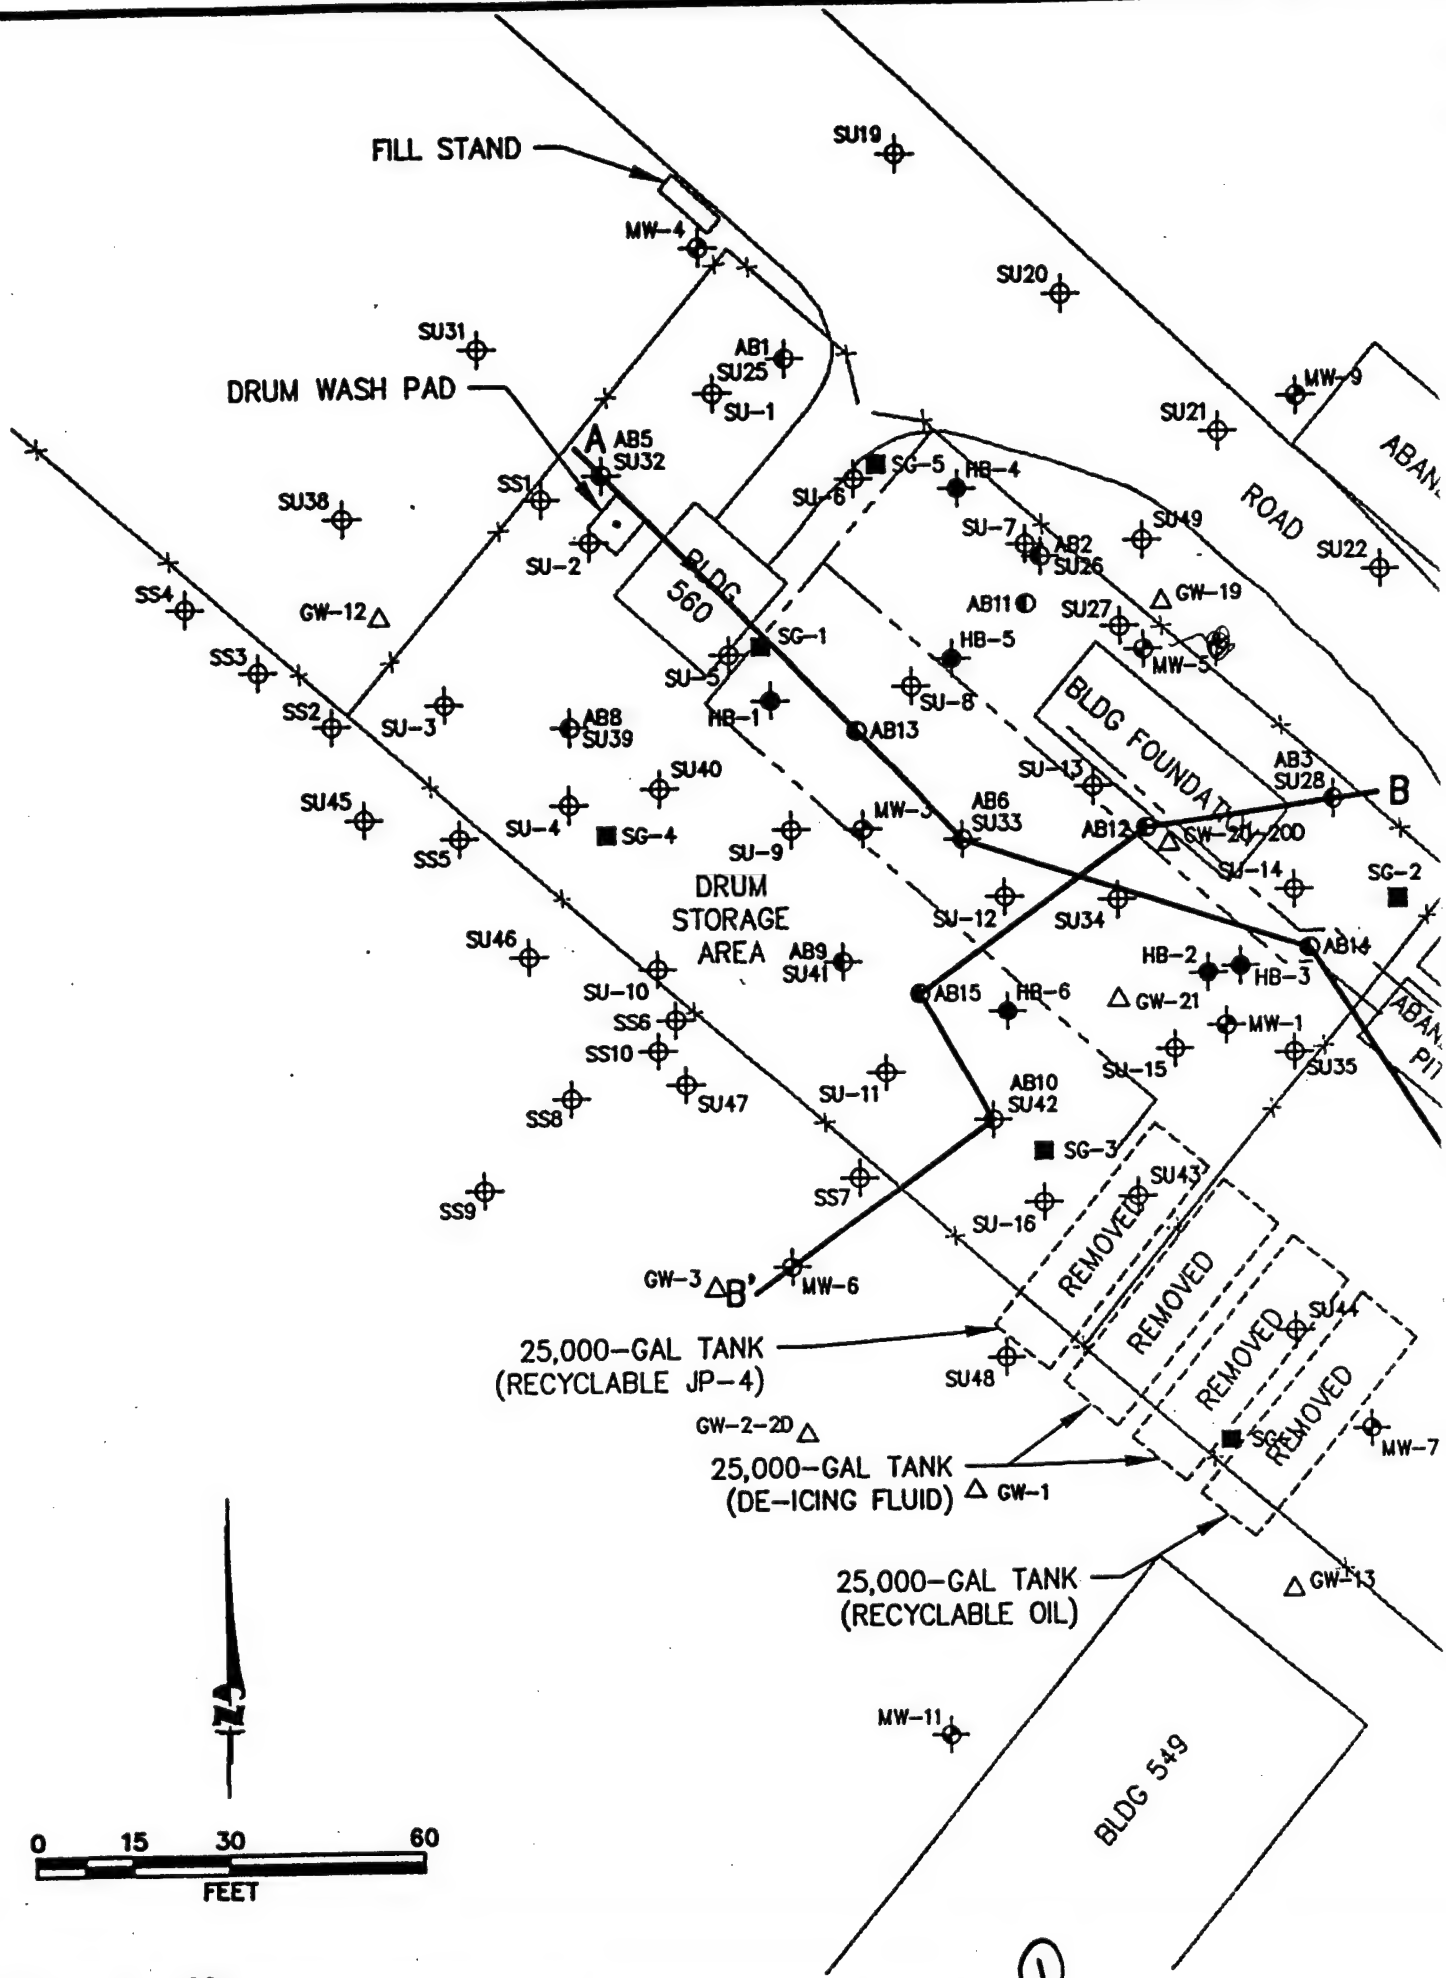 FILL STAND
SU19
MW-4
SU20
SU31
AB1
SU25
SU-1
DRUM WASH PAD
MW-9
SU21
ABAN
A
AB5
SU32
SG-5
SU-6
HB-4
ROAD
SS1
SU38
SU-2
SU-7
AB2
SU26
SU49
SU22
BLDG
560
SS4
GW-12
AB11
SU27
GW-19
SG-1
HB-5
MW-5
SS3
SU-5
SU-8
HB-1
SS2
SU-3
AB8
SU39
AB13
BLDG FOUNDAT
SU40
SU-13
AB3
SU28
B
SU45
SU-4
SG-4
SU-9
MW-3
AB6
SU33
AB12
GW-20-20D
SS5
SU-14
SG-2
DRUM
STORAGE
AREA
SU-12
SU34
SU46
AB9
SU41
AB14
HB-2
HB-3
SU-10
AB15
HB-6
GW-21
SS6
MW-1
ABAN
PIT
SS10
SU-15
SU35
SU47
SU-11
SS8
AB10
SU42
SG-3
SS7
SU43
SS9
SU-16
REMOVED
GW-3
B'
MW-6
REMOVED
25,000-GAL TANK
(RECYCLABLE JP-4)
SU48
SU44
REMOVED
REMOVED
GW-2-2D
MW-7
25,000-GAL TANK
(DE-ICING FLUID)
GW-1
25,000-GAL TANK
(RECYCLABLE OIL)
GW-13
MW-11
BLDG 549
N
0 15 30 60
FEET
1